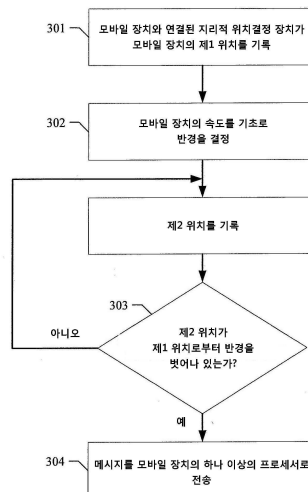 301
모바일 장치와 연결된 지리적 위치결정 장치가
모바일 장치의 제1 위치를 기록
302
모바일 장치의 속도를 기초로
반경을 결정
제2 위치를 기록
303
아니오
제2 위치가
제1 위치로부터 반경을
벗어나 있는가?
예
304
메시지를 모바일 장치의 하나 이상의 프로세서로
전송